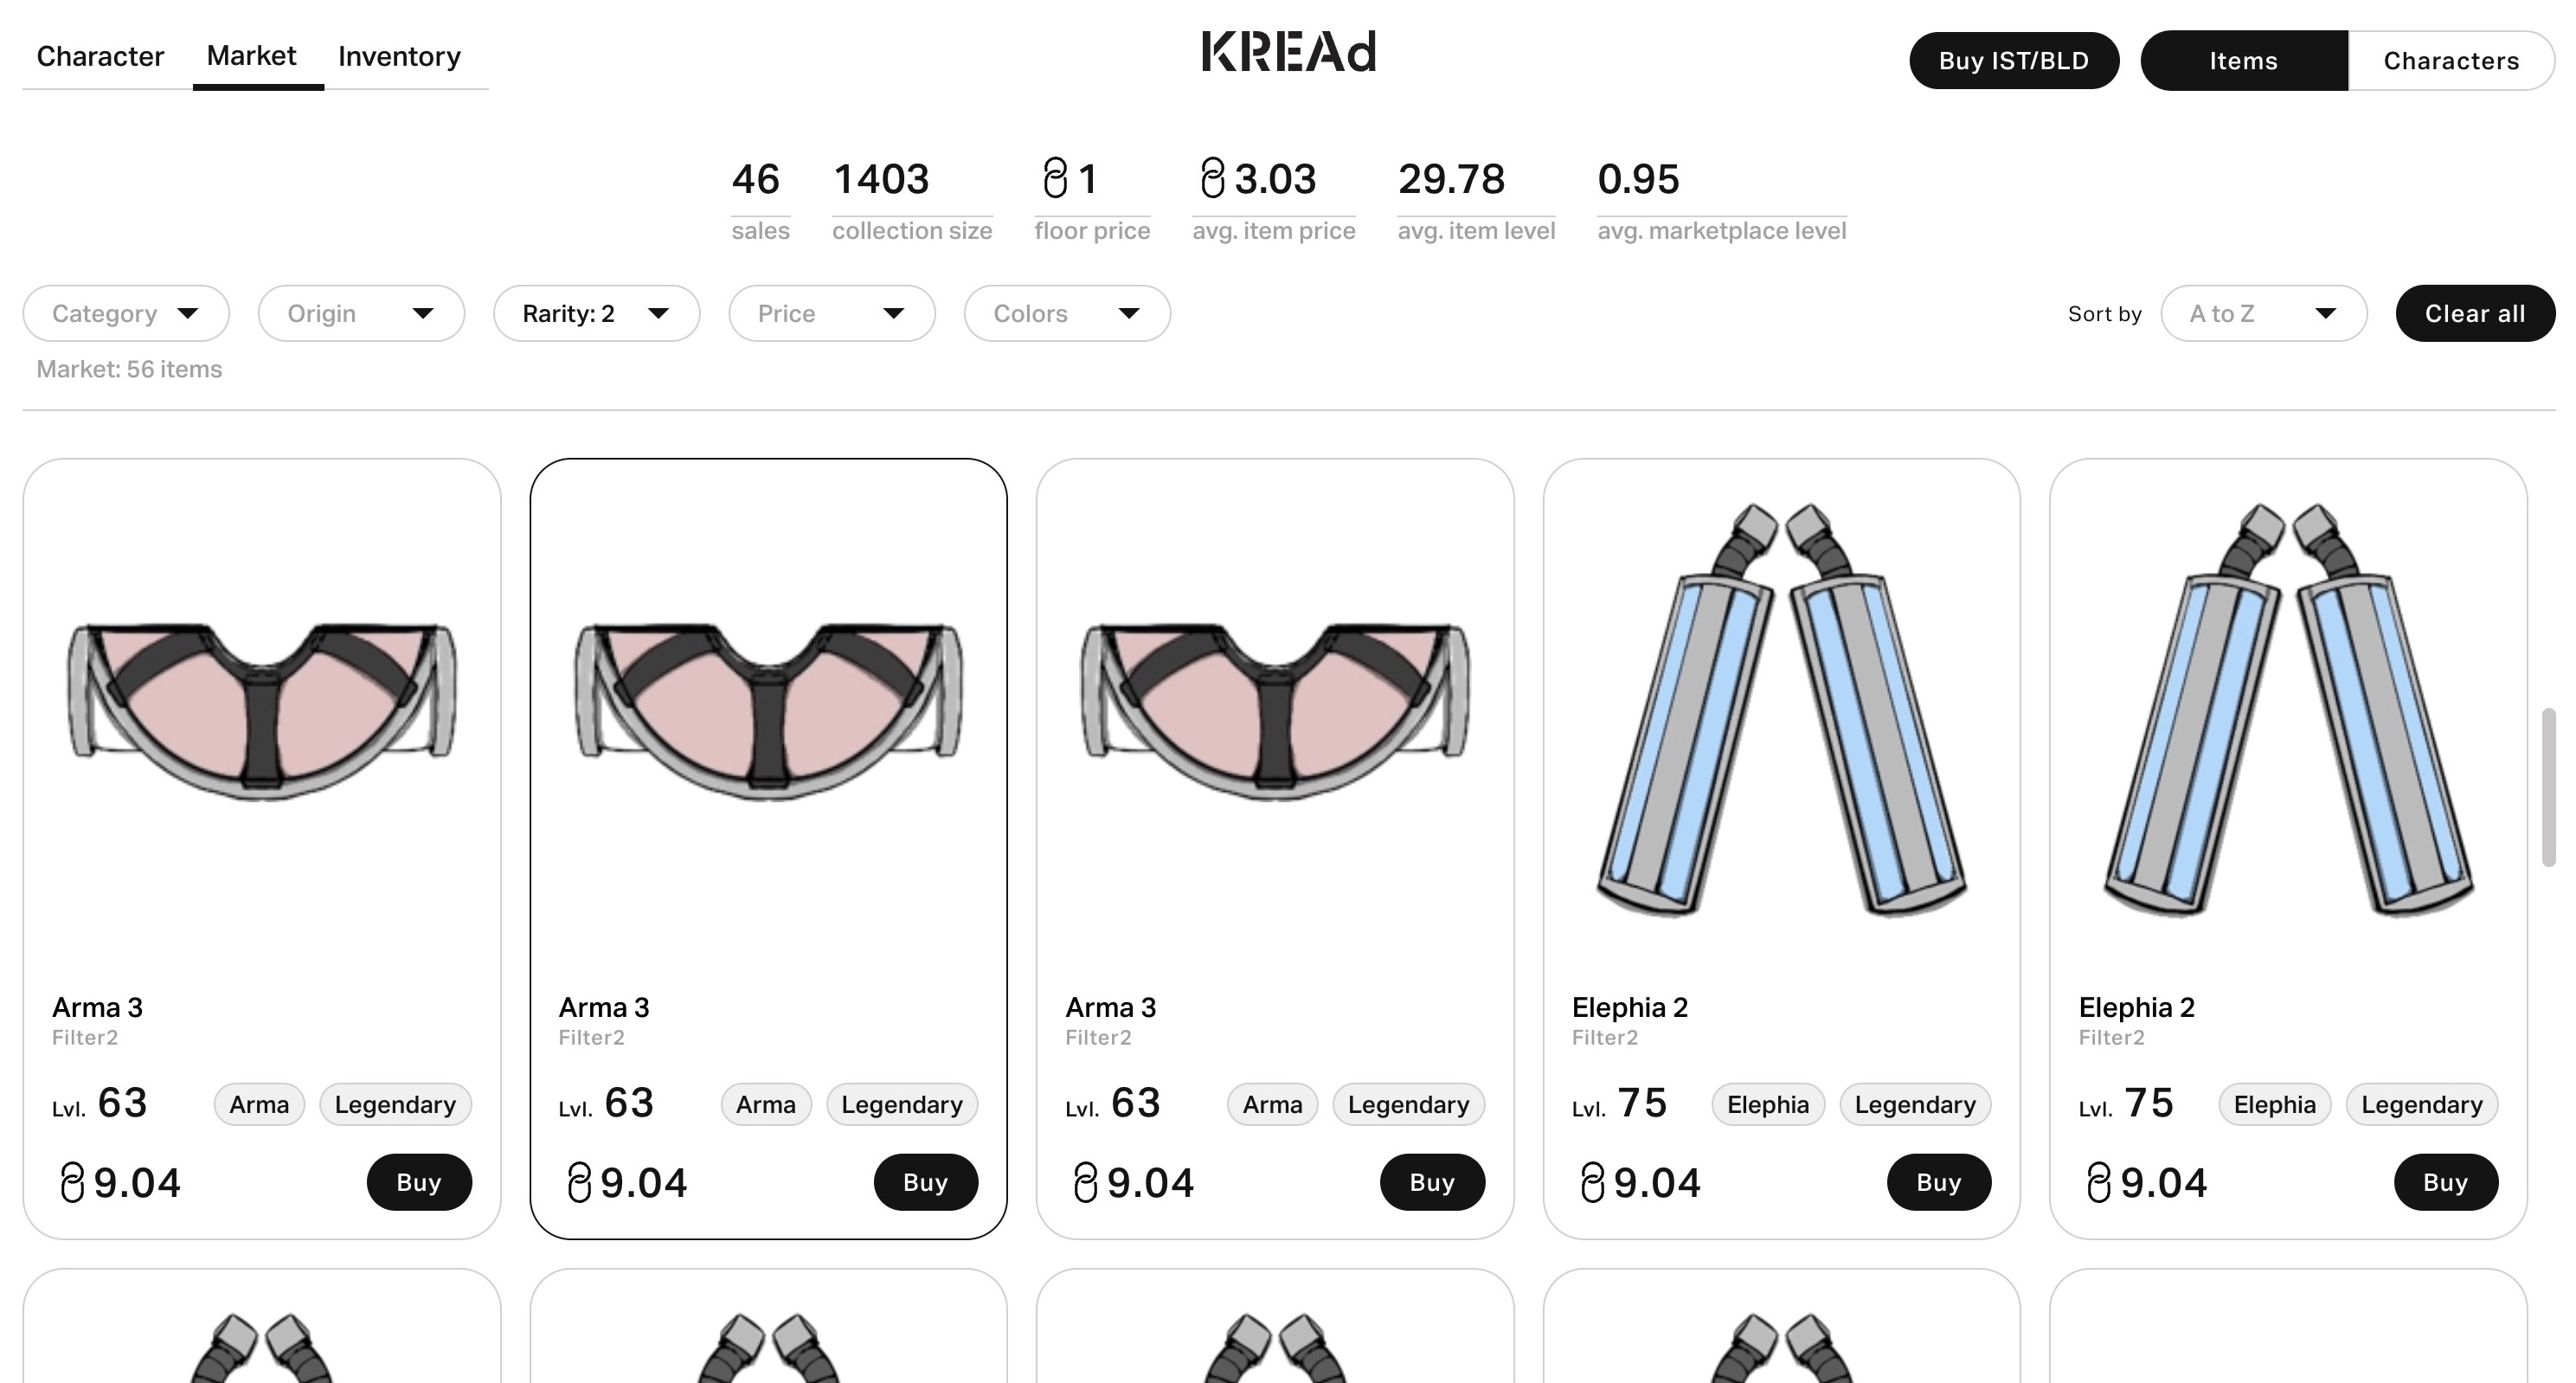 Character Market Inventory KREAd Buy IST/BLD Items Characters
46 1403 1 3.03 29.78 0.95
sales collection size floor price avg. item price avg. item level avg. marketplace level
Category Origin Rarity: 2 Price Colors Sort by A to Z Clear all
Market: 56 items
Arma 3 Arma 3 Arma 3 Elephia 2 Elephia 2
Filter2 Filter2 Filter2 Filter2 Filter2
Lvl. 63 Arma Legendary Lvl. 63 Arma Legendary Lvl. 63 Arma Legendary Lvl. 75 Elephia Legendary Lvl. 75 Elephia Legendary
9.04 Buy 9.04 Buy 9.04 Buy 9.04 Buy 9.04 Buy